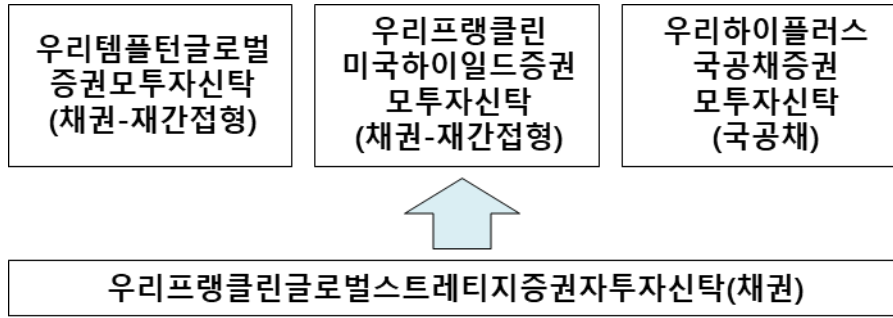 우리템플턴글로벌
증권모투자신탁
(채권-재간접형)
우리프랭클린
미국하이일드증권
모투자신탁
(채권-재간접형)
우리하이플러스
국공채증권
모투자신탁
(국공채)
우리프랭클린글로벌스트레티지증권자투자신탁(채권)